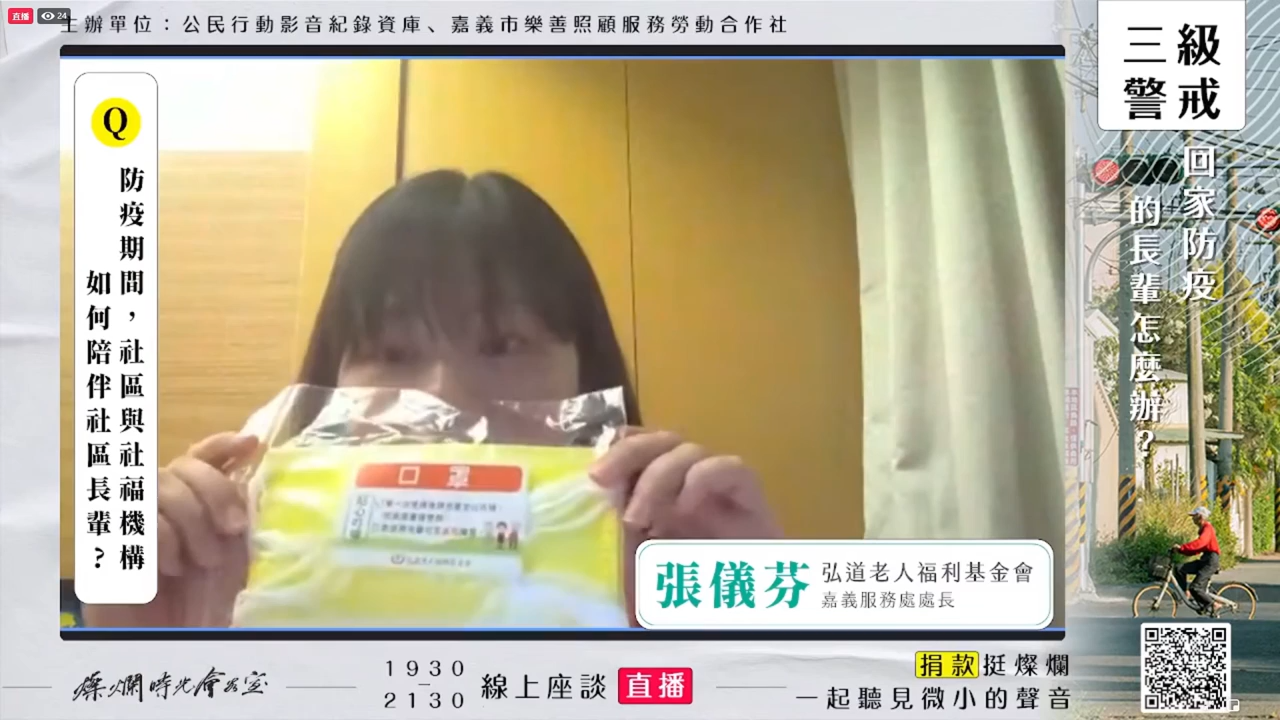 直播 24
主辦單位：公民行動影音紀錄資庫、嘉義市樂善照顧服務勞動合作社
三級
警戒
回家防疫
的長輩怎麼辦？
Q
防疫期間，社區與社福機構
如何陪伴社區長輩？
口罩
張儀芬
弘道老人福利基金會
嘉義服務處處長
燦爛時光會客室
1930
–
2130
線上座談 直播
捐款挺燦爛
一起聽見微小的聲音